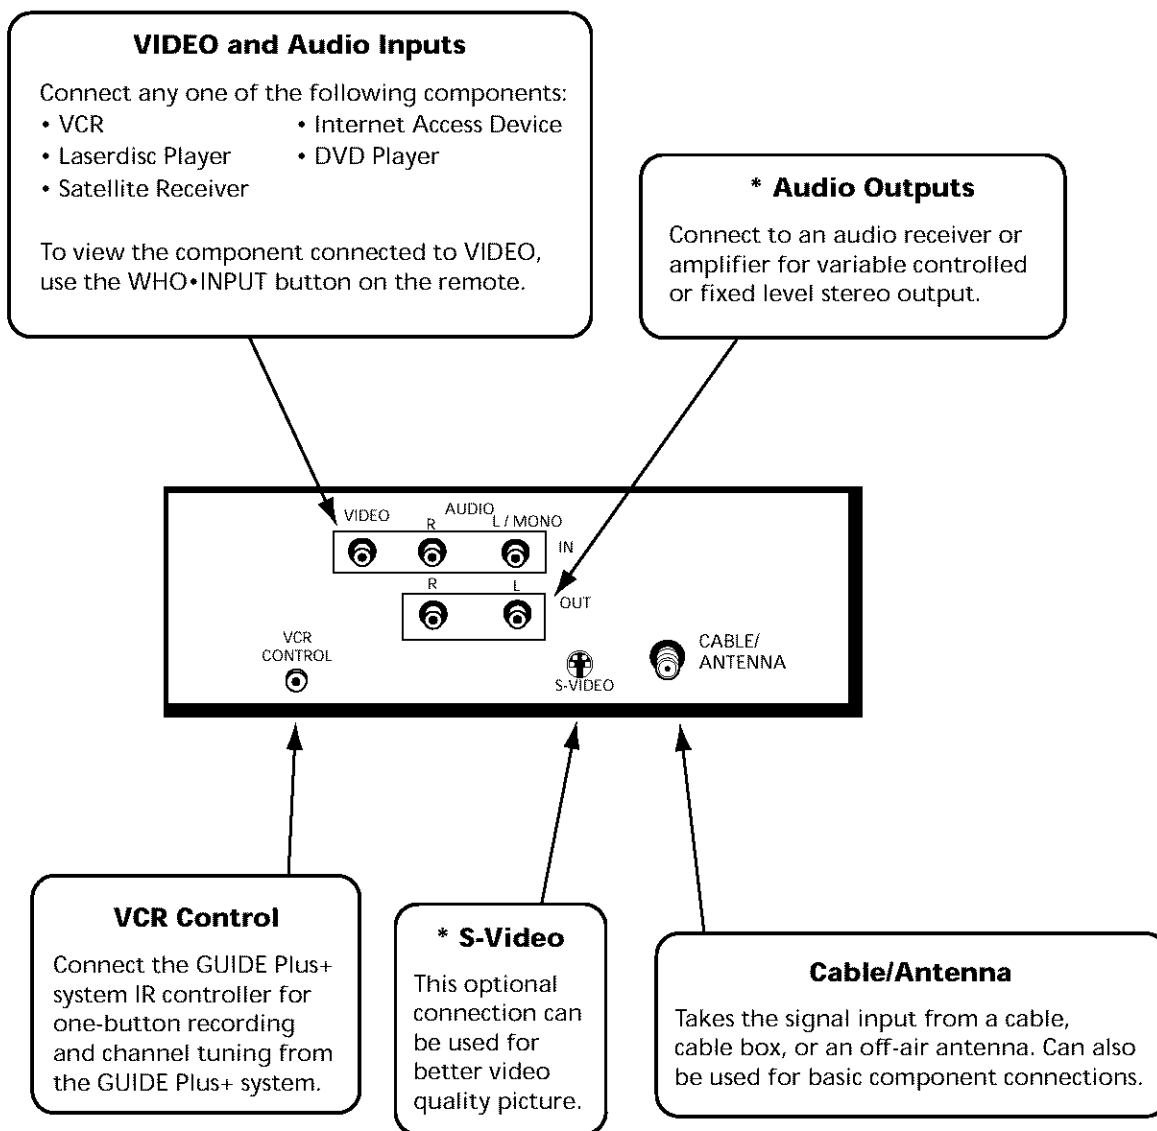 VIDEO and Audio Inputs
Connect any one of the following components:
• VCR
• Internet Access Device
• Laserdisc Player
• DVD Player
• Satellite Receiver
To view the component connected to VIDEO,
use the WHO•INPUT button on the remote.
* Audio Outputs
Connect to an audio receiver or
amplifier for variable controlled
or fixed level stereo output.
VIDEO
AUDIO
R
L / MONO
IN
R
L
OUT
VCR
CONTROL
S-VIDEO
CABLE/
ANTENNA
VCR Control
Connect the GUIDE Plus+
system IR controller for
one-button recording
and channel tuning from
the GUIDE Plus+ system.
* S-Video
This optional
connection can
be used for
better video
quality picture.
Cable/Antenna
Takes the signal input from a cable,
cable box, or an off-air antenna. Can also
be used for basic component connections.